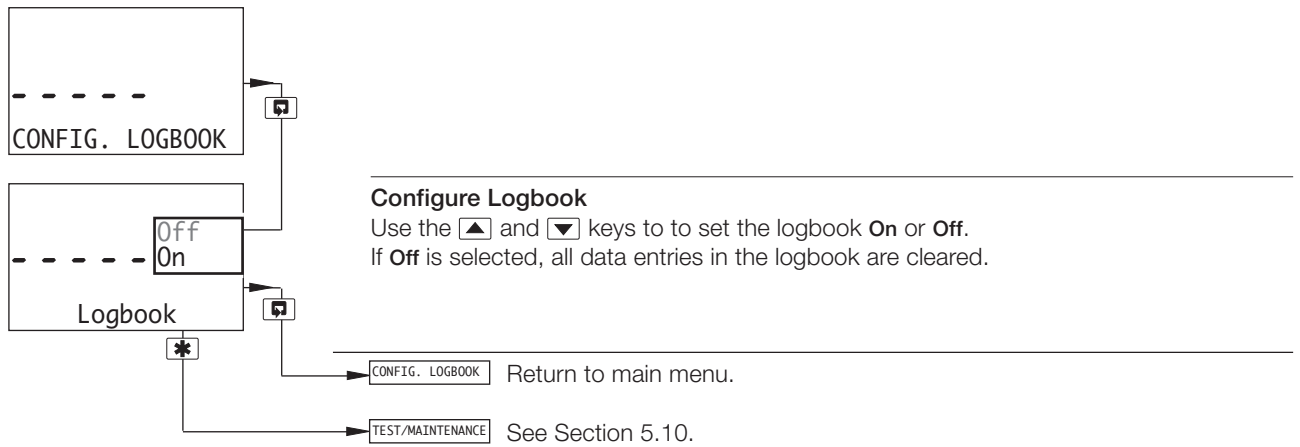 CONFIG. LOGBOOK
Off
On
Logbook
Configure Logbook
Use the ▲ and ▼ keys to to set the logbook On or Off.
If Off is selected, all data entries in the logbook are cleared.
CONFIG. LOGBOOK Return to main menu.
TEST/MAINTENANCE See Section 5.10.